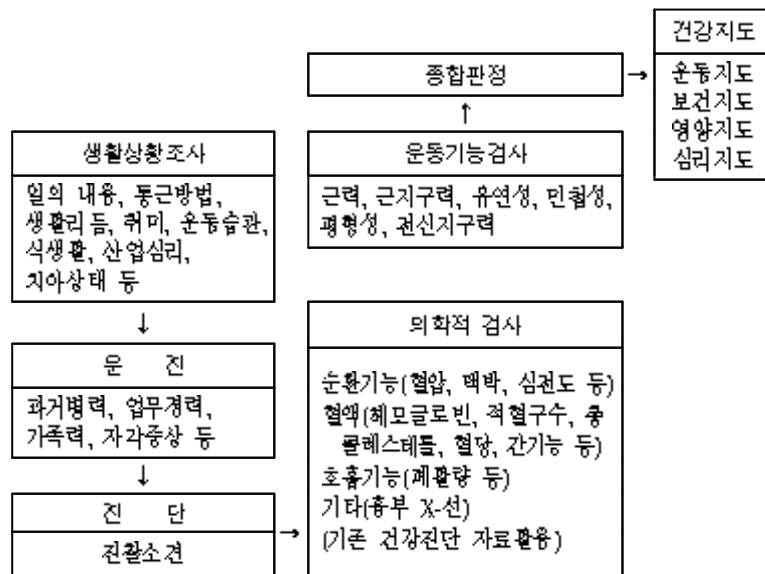 생활상황조사
일의 내용, 통근방법,
생활리듬, 취미, 운동습관,
식생활, 산업심리,
치아상태 등
문 진
과거병력, 업무경력,
가족력, 자각증상 등
진 단
진찰소견
의학적 검사
순환기능(혈압, 맥박, 심전도 등)
혈액(헤모글로빈, 적혈구수, 총
콜레스테롤, 혈당, 간기능 등)
호흡기능(폐활량 등)
기타(흉부 X-선)
(기존 건강진단 자료활용)
운동기능검사
근력, 근지구력, 유연성, 민첩성,
평형성, 전신지구력
종합판정
건강지도
운동지도
보건지도
영양지도
심리지도